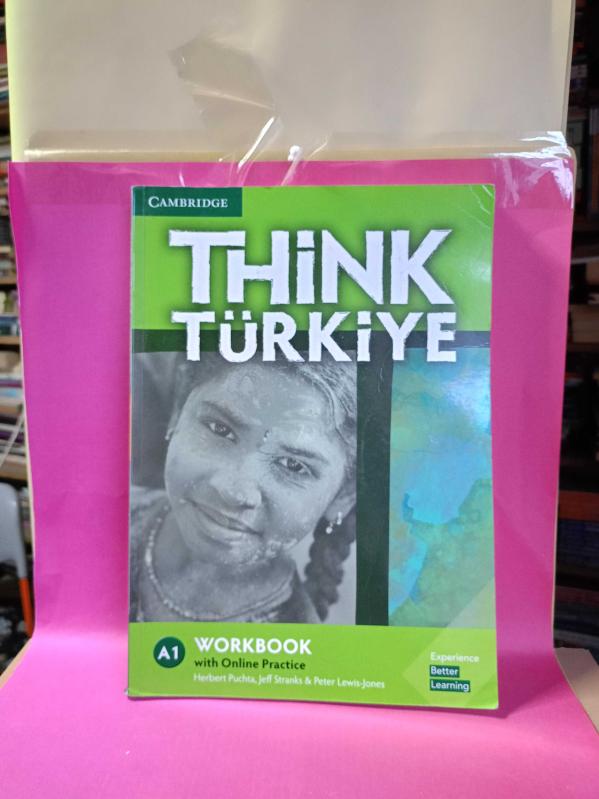 CAMBRIDGE
THiNK
TÜRKiYE
A1
WORKBOOK
with Online Practice
Herbert Puchta, Jeff Stranks & Peter Lewis-Jones
Experience
Better
Learning